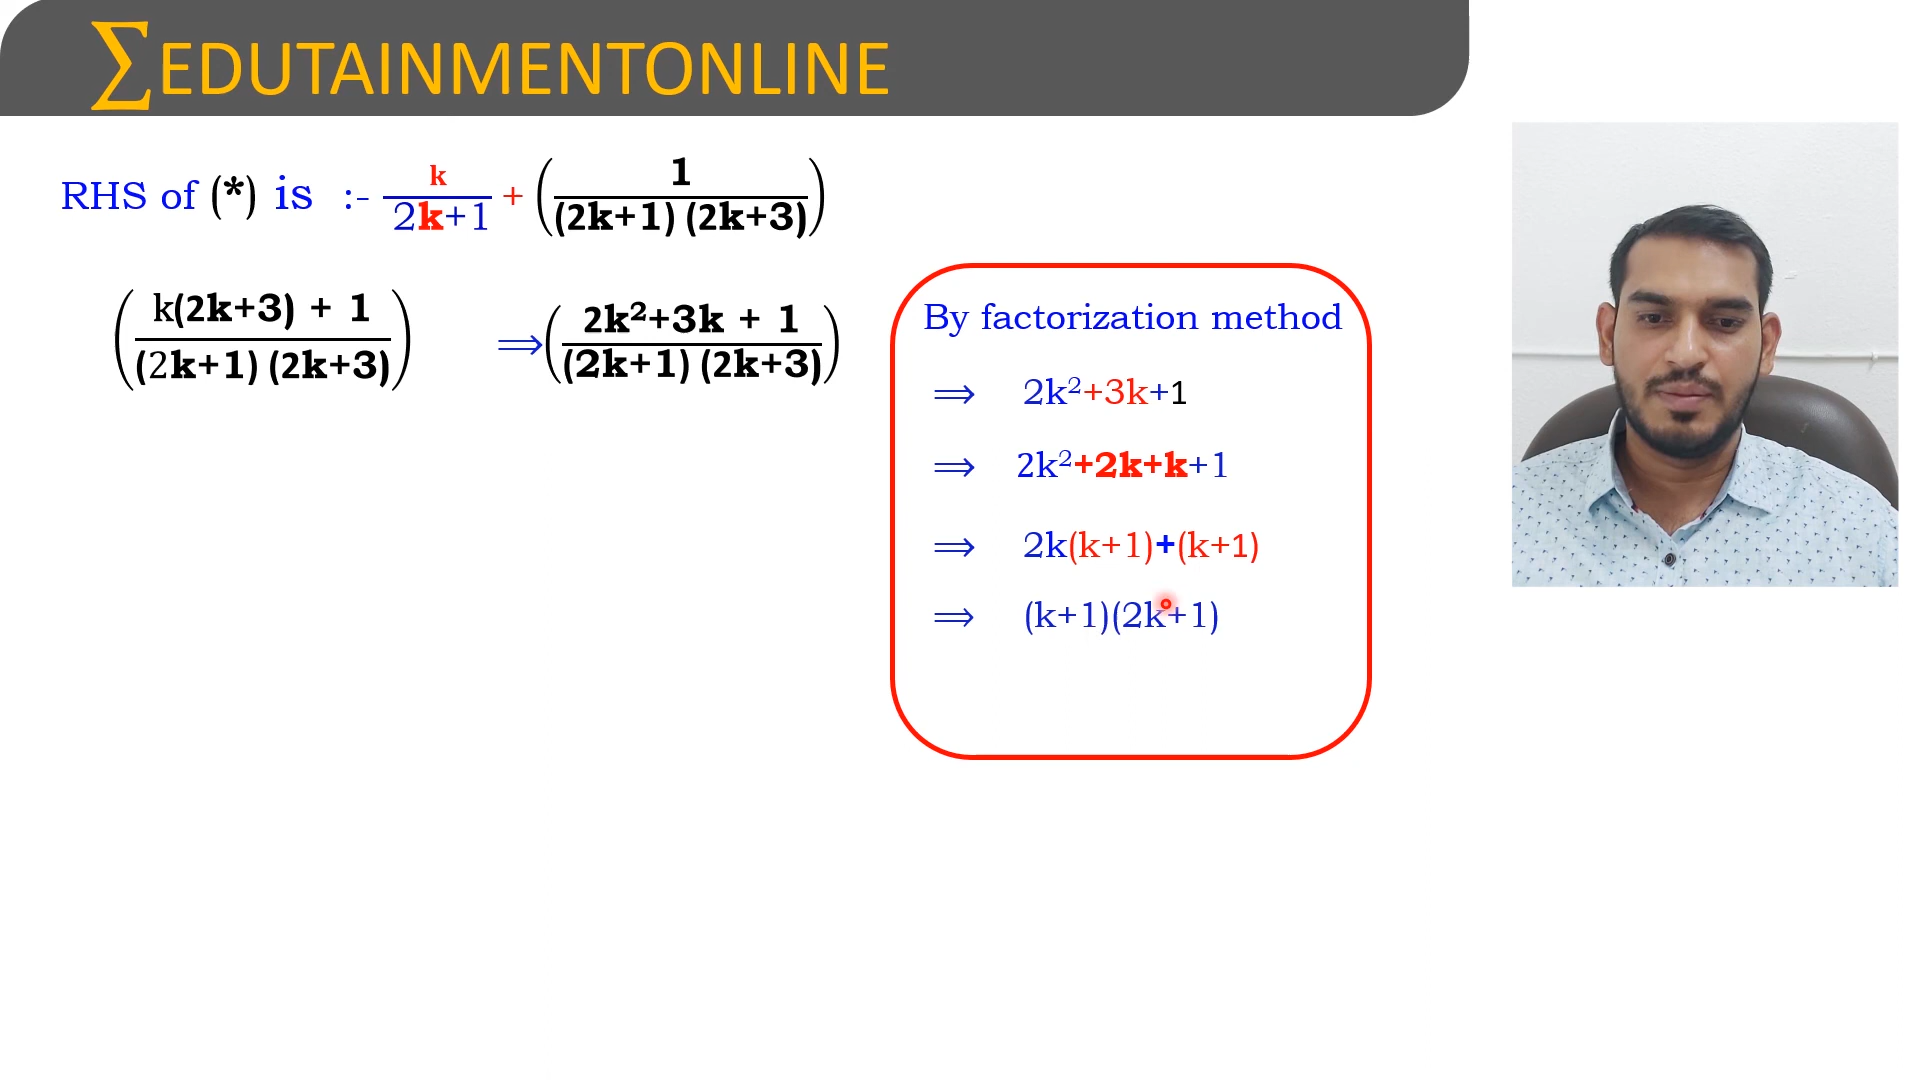 ∑EDUTAINMENTONLINE
RHS of (*) is :- k/2k+1 + (1/(2k+1) (2k+3))
(k(2k+3) + 1/(2k+1) (2k+3)) ⟹ (2k²+3k + 1/(2k+1) (2k+3))
By factorization method
⟹ 2k²+3k+1
⟹ 2k²+2k+k+1
⟹ 2k(k+1)+(k+1)
⟹ (k+1)(2k+1)